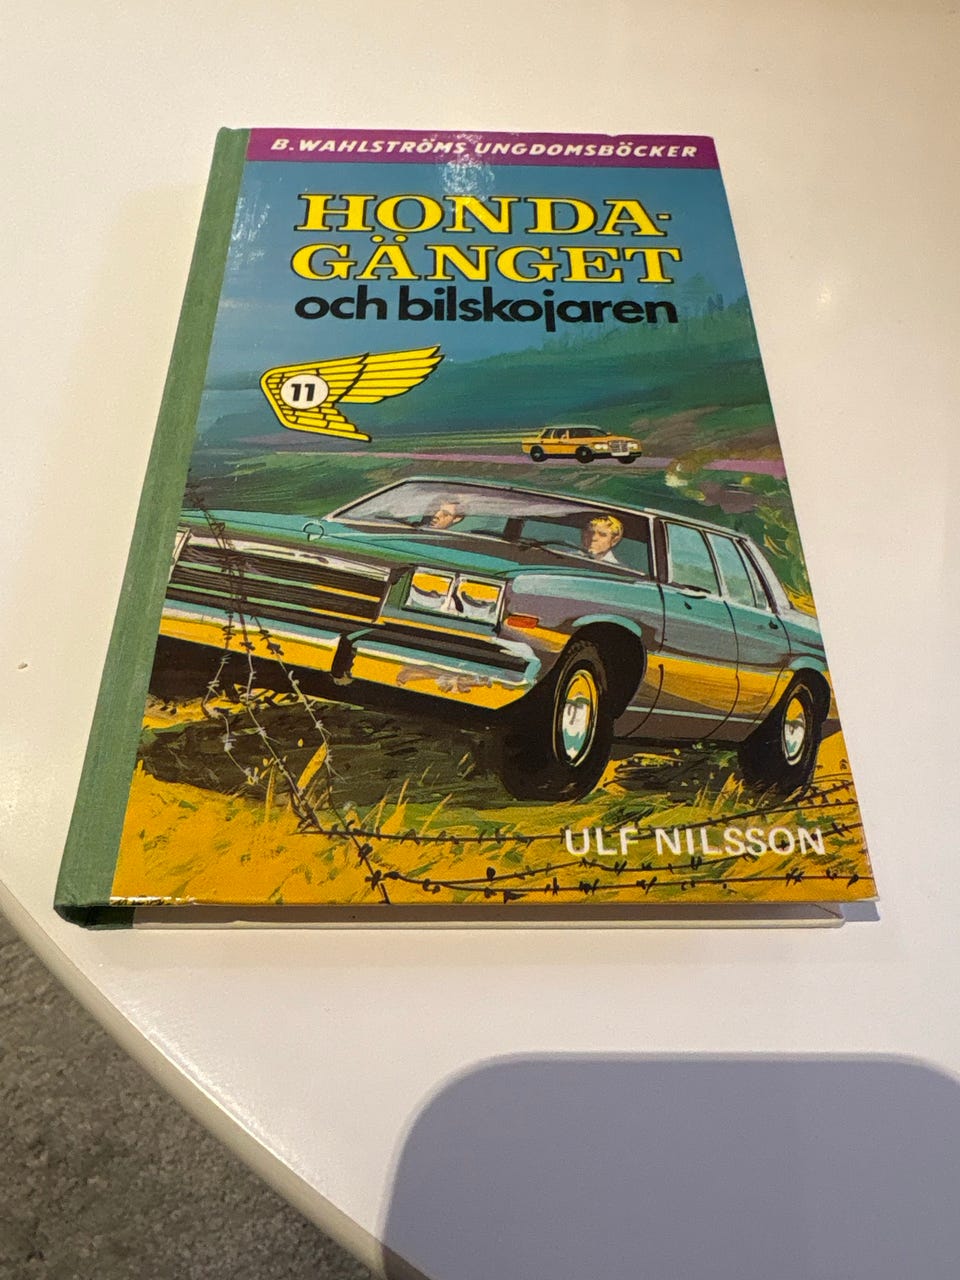 B. WAHLSTRÖMS UNGDOMSBÖCKER
HONDA-
GÄNGET
och bilskojaren
11
ULF NILSSON